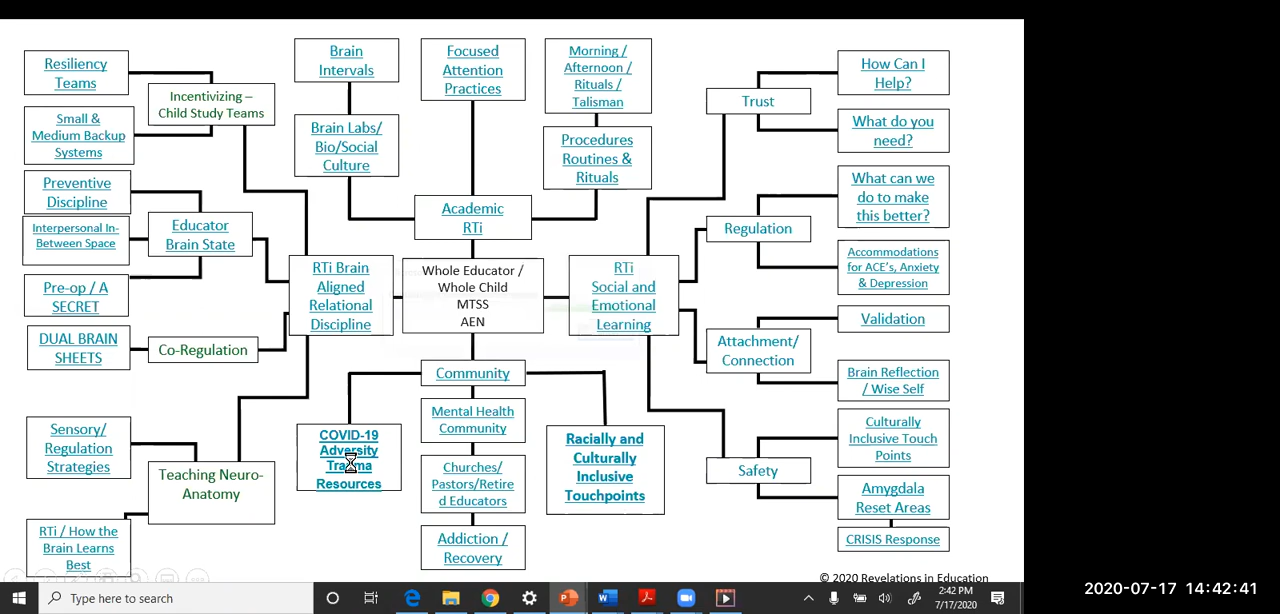 Resiliency
Teams
Small &
Medium Backup
Systems
Incentivizing –
Child Study Teams
Preventive
Discipline
Interpersonal In-
Between Space
Pre-op / A
SECRET
Educator
Brain State
DUAL BRAIN
SHEETS
Co-Regulation
Sensory/
Regulation
Strategies
Teaching Neuro-
Anatomy
RTi / How the
Brain Learns
Best
RTi Brain
Aligned
Relational
Discipline
Brain
Intervals
Brain Labs/
Bio/Social
Culture
Focused
Attention
Practices
Morning /
Afternoon /
Rituals /
Talisman
Procedures
Routines &
Rituals
Academic
RTi
Whole Educator /
Whole Child
MTSS
AEN
RTi
Social and
Emotional
Learning
Community
COVID-19
Adversity
Trauma
Resources
Mental Health
Community
Churches/
Pastors/Retire
d Educators
Addiction /
Recovery
Racially and
Culturally
Inclusive
Touchpoints
Trust
How Can I
Help?
What do you
need?
Regulation
What can we
do to make
this better?
Accommodations
for ACE's, Anxiety
& Depression
Attachment/
Connection
Validation
Brain Reflection
/ Wise Self
Safety
Culturally
Inclusive Touch
Points
Amygdala
Reset Areas
CRISIS Response
© 2020 Revelations in Education
Type here to search
2:42 PM
7/17/2020
2020-07-17 14:42:41